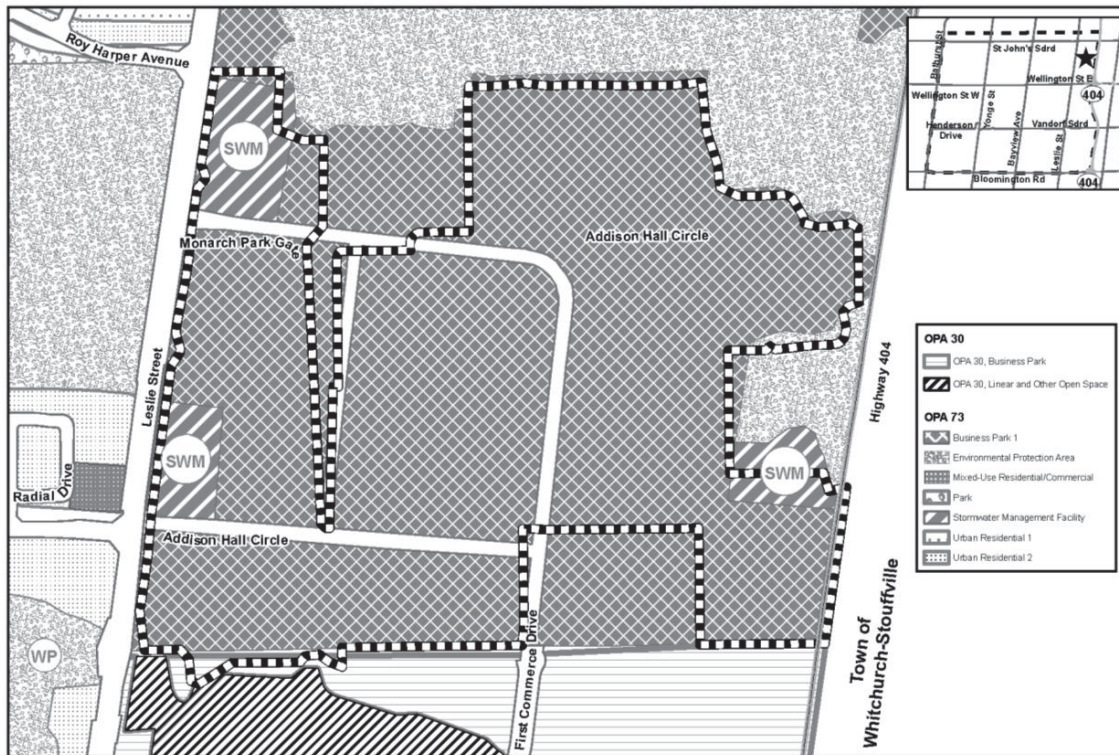 Roy Harper Avenue
SWM
Monarch Park Gate
Addison Hall Circle
Leslie Street
Highway 404
SWM
SWM
Radial Drive
Addison Hall Circle
WP
First Commerce Drive
Town of
Whitchurch-Stouffville
St John's Sdrd
Bathurst St
Wellington St E
Wellington St W
404
Yonge St
Henderson
Drive
Vandorf Sdrd
Bayview Ave
Leslie St
Bloomington Rd
404
OPA 30
OPA 30, Business Park
OPA 30, Linear and Other Open Space
OPA 73
Business Park 1
Environmental Protection Area
Mixed-Use Residential/Commercial
Park
Stormwater Management Facility
Urban Residential 1
Urban Residential 2